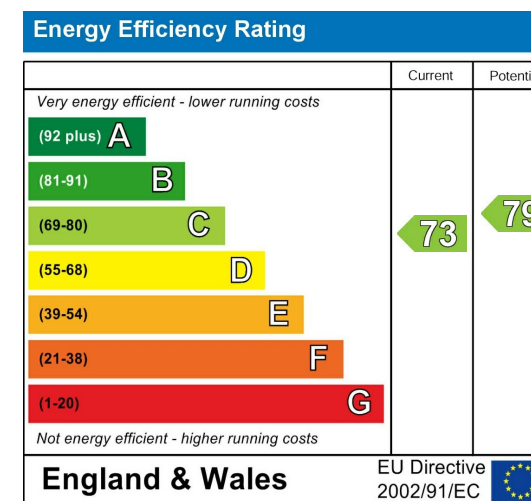 Energy Efficiency Rating
Current Potenti
Very energy efficient - lower running costs
(92 plus) A
(81-91) B
(69-80) C
73
79
(55-68) D
(39-54) E
(21-38) F
(1-20) G
Not energy efficient - higher running costs
England & Wales
EU Directive
2002/91/EC